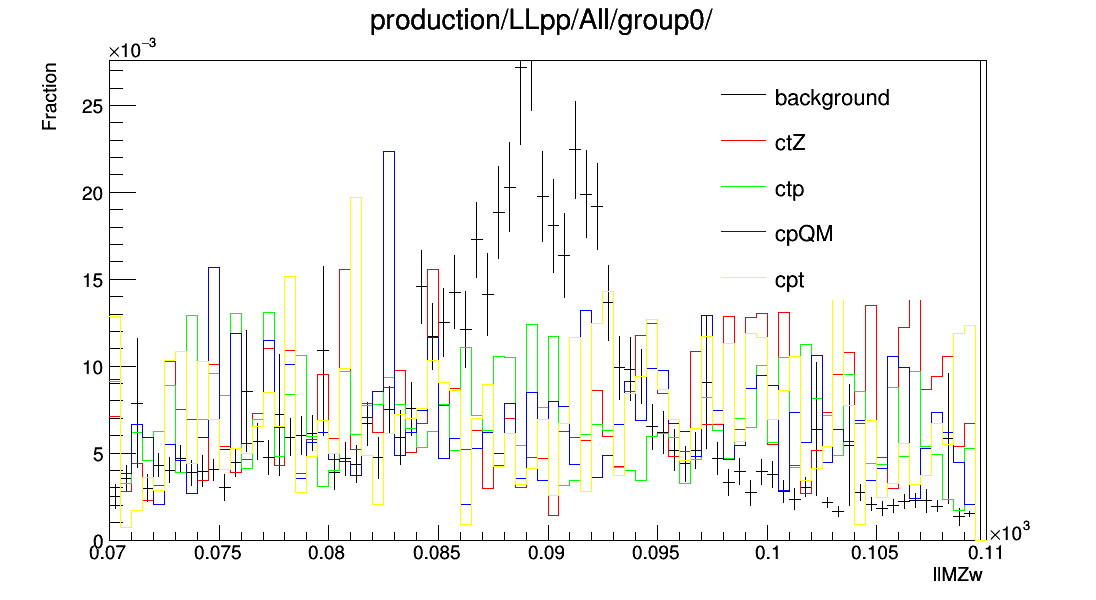 production/LLpp/All/group0/
×10⁻³
Fraction
25
20
15
10
5
0
background
ctZ
ctp
cpQM
cpt
0.07
0.075
0.08
0.085
0.09
0.095
0.1
0.105
0.11
×10³
llMZw